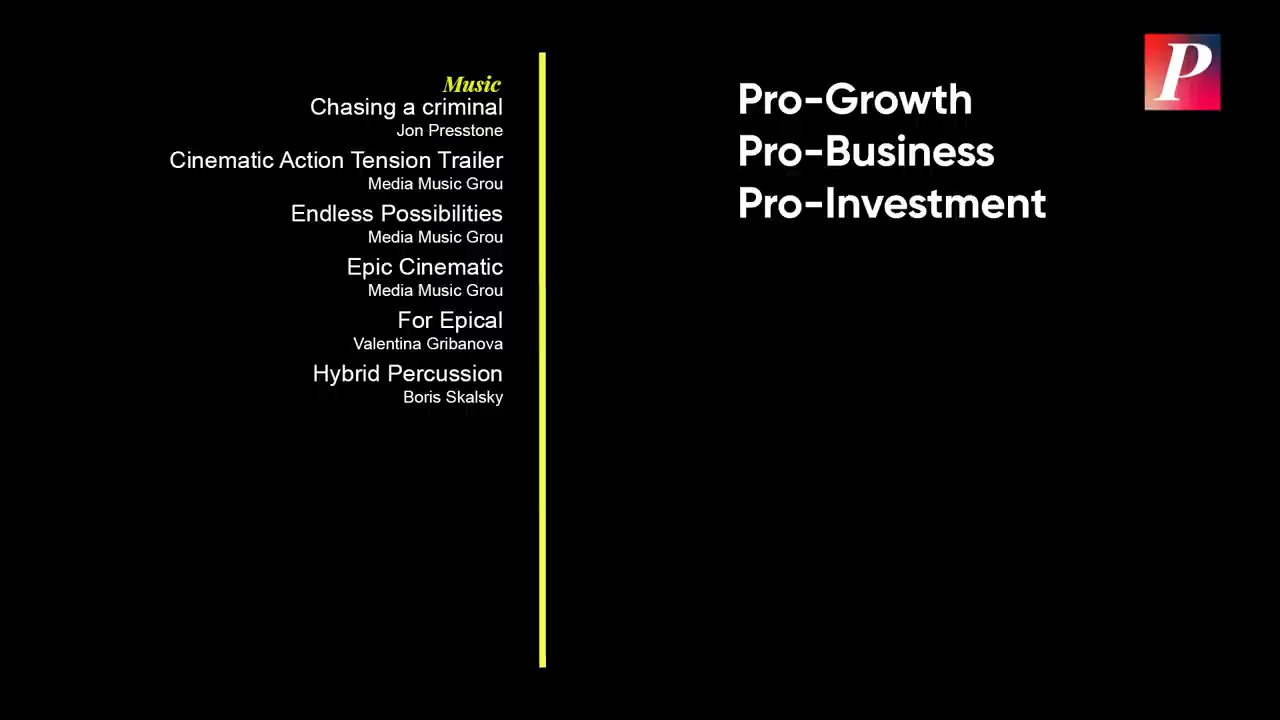 Music
Chasing a criminal
Jon Presstone
Cinematic Action Tension Trailer
Media Music Grou
Endless Possibilities
Media Music Grou
Epic Cinematic
Media Music Grou
For Epical
Valentina Gribanova
Hybrid Percussion
Boris Skalsky
Pro-Growth
Pro-Business
Pro-Investment
P